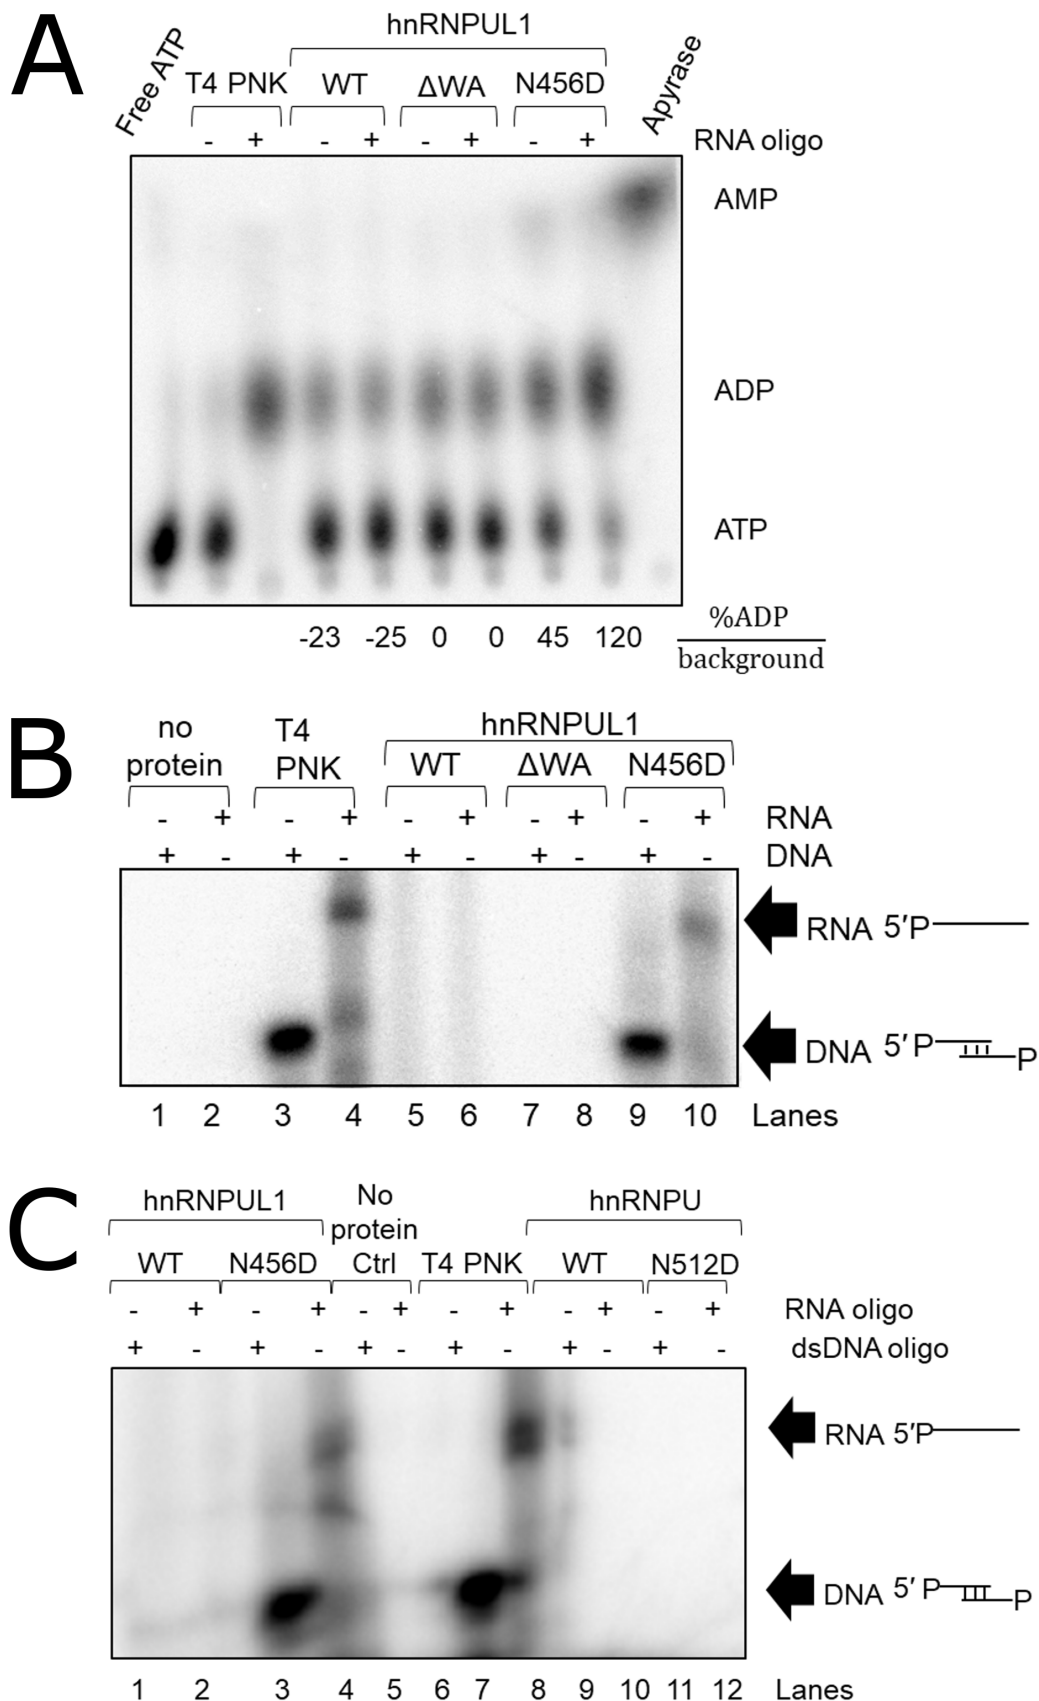 A
hnRNPUL1
Free ATP
T4 PNK
WT
ΔWA
N456D
Apyrase
- + - + - + - + RNA oligo
AMP
ADP
ATP
-23 -25 0 0 45 120
%ADP
background
B
no
protein
T4
PNK
hnRNPUL1
WT
ΔWA
N456D
- + - + - + - + - + RNA
+ - + - + - + - + - DNA
RNA 5'P
DNA 5' P
P
1 2 3 4 5 6 7 8 9 10 Lanes
C
hnRNPUL1
No
protein
Ctrl
hnRNPU
WT
N456D
T4 PNK
WT
N512D
- + - + - + - + - + - + RNA oligo
+ - + - + - + - + - + - dsDNA oligo
RNA 5'P
DNA 5' P
P
1 2 3 4 5 6 7 8 9 10 11 12 Lanes